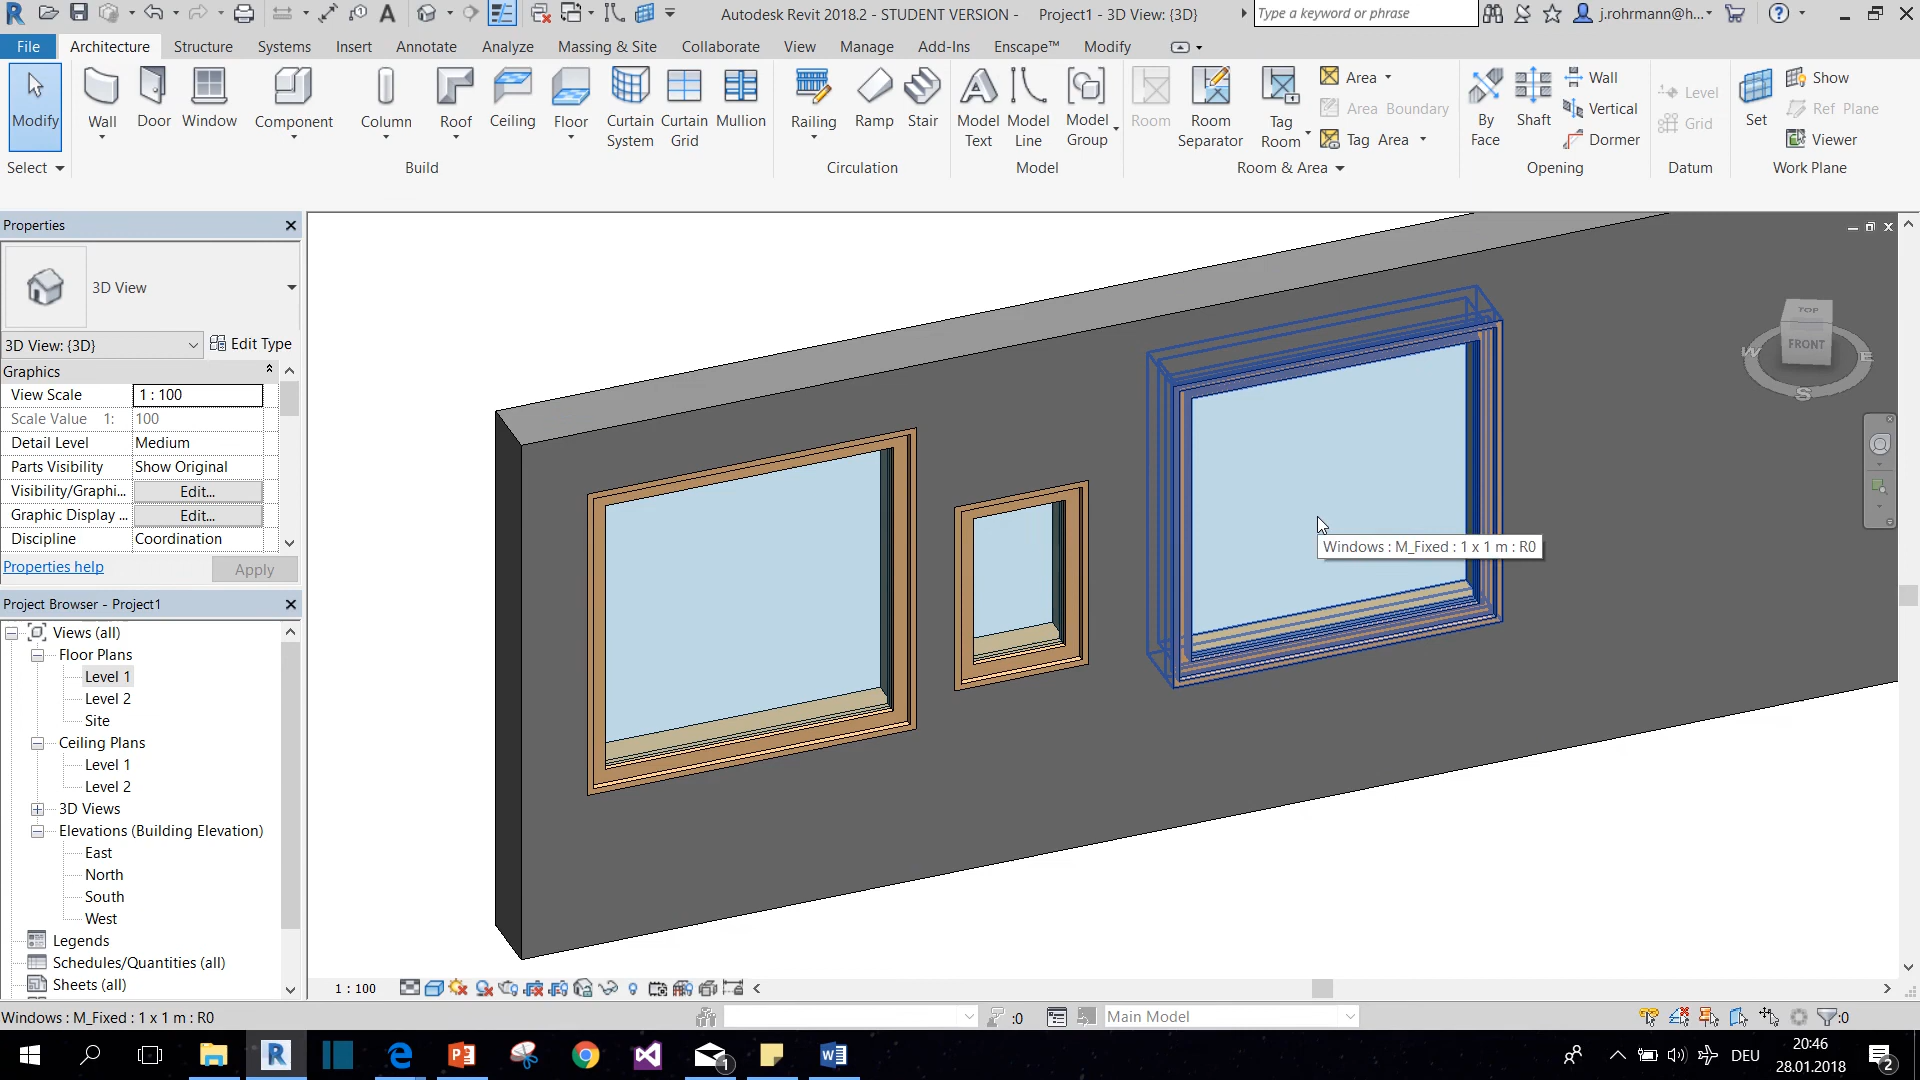 Autodesk Revit 2018.2 - STUDENT VERSION - Project1 - 3D View: {3D}
Type a keyword or phrase
j.rohrmann@h...
File Architecture Structure Systems Insert Annotate Analyze Massing & Site Collaborate View Manage Add-Ins Enscape™ Modify
Modify
Wall
Door
Window
Component
Column
Roof
Ceiling
Floor
Curtain System
Curtain Grid
Mullion
Railing
Ramp
Stair
Model Text
Model Line
Model Group
Room
Room Separator
Tag Room
Area
Area Boundary
Tag Area
By Face
Shaft
Wall
Vertical
Dormer
Level
Grid
Set
Show
Ref Plane
Viewer
Select
Build
Circulation
Model
Room & Area
Opening
Datum
Work Plane
Properties
3D View
3D View: {3D} Edit Type
Graphics
View Scale 1 : 100
Scale Value 1: 100
Detail Level Medium
Parts Visibility Show Original
Visibility/Graphi... Edit...
Graphic Display ... Edit...
Discipline Coordination
Properties help Apply
Project Browser - Project1
Views (all)
Floor Plans
Level 1
Level 2
Site
Ceiling Plans
Level 1
Level 2
3D Views
Elevations (Building Elevation)
East
North
South
West
Legends
Schedules/Quantities (all)
Sheets (all)
TOP
FRONT
W
E
S
Windows : M_Fixed : 1 x 1 m : R0
1 : 100
Windows : M_Fixed : 1 x 1 m : R0
:0
Main Model
:0
1
DEU
20:46
28.01.2018
2